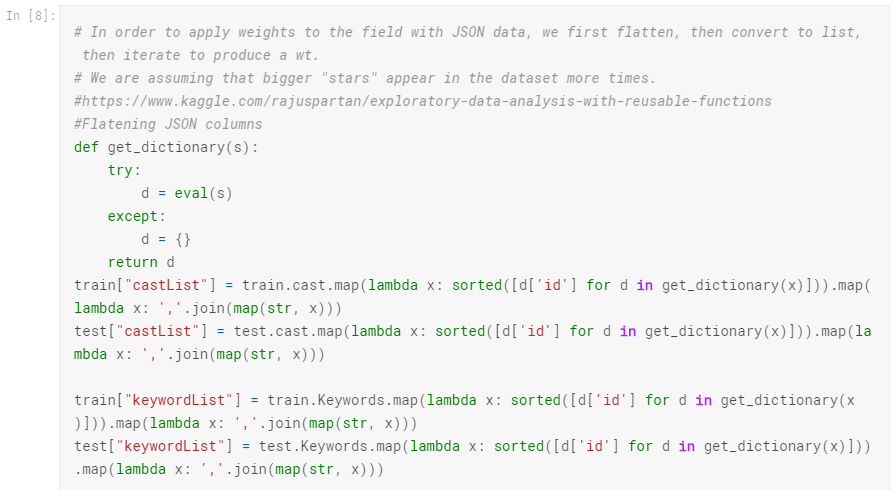 In [8]:
# In order to apply weights to the field with JSON data, we first flatten, then convert to list,
then iterate to produce a wt.
# We are assuming that bigger "stars" appear in the dataset more times.
#https://www.kaggle.com/rajuspartan/exploratory-data-analysis-with-reusable-functions
#Flatening JSON columns
def get_dictionary(s):
    try:
        d = eval(s)
    except:
        d = {}
    return d
train["castList"] = train.cast.map(lambda x: sorted([d['id'] for d in get_dictionary(x)])).map(
lambda x: ','.join(map(str, x)))
test["castList"] = test.cast.map(lambda x: sorted([d['id'] for d in get_dictionary(x)])).map(la
mbda x: ','.join(map(str, x)))
train["keywordList"] = train.Keywords.map(lambda x: sorted([d['id'] for d in get_dictionary(x
)])).map(lambda x: ','.join(map(str, x)))
test["keywordList"] = test.Keywords.map(lambda x: sorted([d['id'] for d in get_dictionary(x)]))
.map(lambda x: ','.join(map(str, x)))